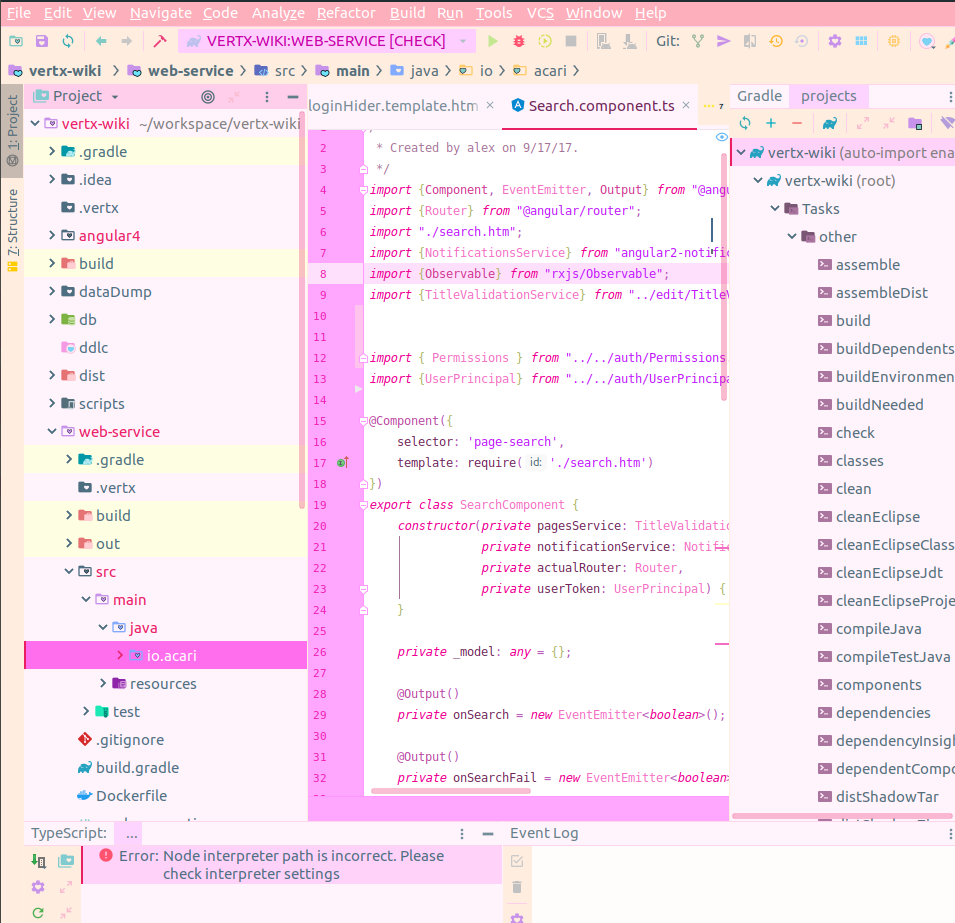 File Edit View Navigate Code Analyze Refactor Build Run Tools VCS Window Help
VERTX-WIKI:WEB-SERVICE [CHECK]
Git:
vertx-wiki
web-service
src
main
java
io
acari
1: Project
7: Structure
Project
vertx-wiki ~/workspace/vertx-wiki
.gradle
.idea
.vertx
angular4
build
dataDump
db
ddlc
dist
scripts
web-service
.gradle
.vertx
build
out
src
main
java
io.acari
resources
test
.gitignore
build.gradle
Dockerfile
loginHider.template.htm
Search.component.ts
7
2 * Created by alex on 9/17/17.
3 */
4 import {Component, EventEmitter, Output} from "@angu
5 import {Router} from "@angular/router";
6 import "./search.htm";
7 import {NotificationsService} from "angular2-notific
8 import {Observable} from "rxjs/Observable";
9 import {TitleValidationService} from "../edit/TitleV
10
11
12 import { Permissions } from "../../auth/Permissions
13 import {UserPrincipal} from "../../auth/UserPrincipa
14
15 @Component({
16 selector: 'page-search',
17 template: require( id: './search.htm')
18 })
19 export class SearchComponent {
20 constructor(private pagesService: TitleValidatio
21 private notificationService: Notific
22 private actualRouter: Router,
23 private userToken: UserPrincipal) {
24 }
25
26 private _model: any = {};
27
28 @Output()
29 private onSearch = new EventEmitter<boolean>();
30
31 @Output()
32 private onSearchFail = new EventEmitter<boolean>
Gradle projects
vertx-wiki (auto-import ena
vertx-wiki (root)
Tasks
other
assemble
assembleDist
build
buildDependents
buildEnvironmen
buildNeeded
check
classes
clean
cleanEclipse
cleanEclipseClass
cleanEclipseJdt
cleanEclipseProje
compileJava
compileTestJava
components
dependencies
dependencyInsigh
dependentCompo
distShadowTar
TypeScript: ...
Error: Node interpreter path is incorrect. Please
check interpreter settings
Event Log